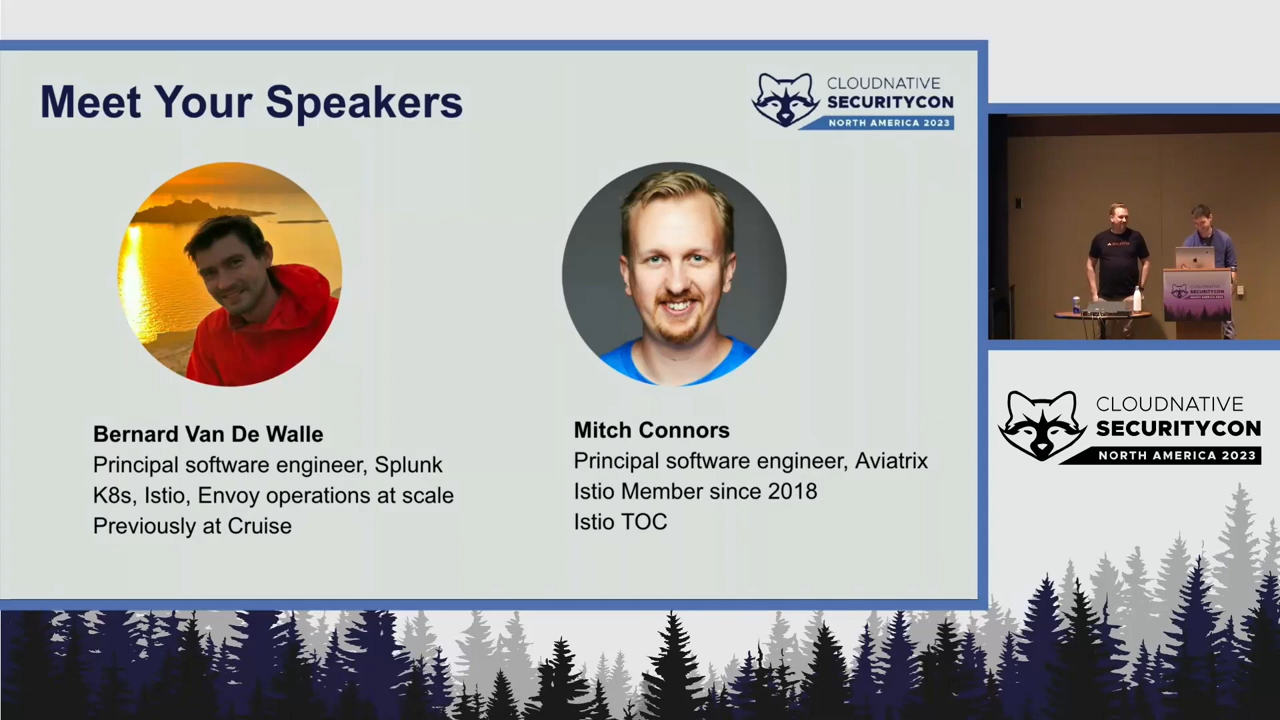 Meet Your Speakers
CLOUDNATIVE
SECURITYCON
NORTH AMERICA 2023
Bernard Van De Walle
Principal software engineer, Splunk
K8s, Istio, Envoy operations at scale
Previously at Cruise
Mitch Connors
Principal software engineer, Aviatrix
Istio Member since 2018
Istio TOC
CLOUDNATIVE
SECURITYCON
NORTH AMERICA 2023
CLOUDNATIVE
SECURITYCON